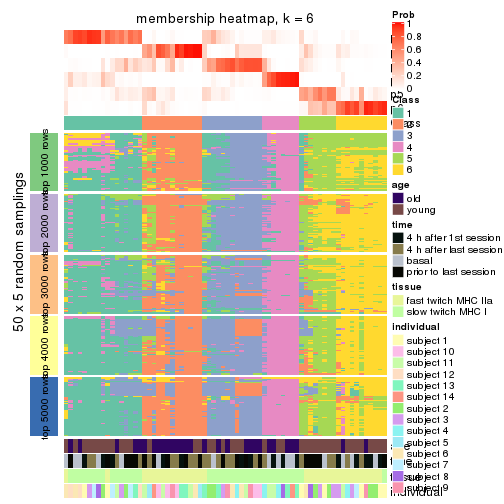 membership heatmap, k = 6
50 x 5 random samplings
top 1000 rows
top 2000 rows
top 3000 rows
top 4000 rows
top 5000 rows
Prob
1
0.8
0.6
0.4
0.2
0
Class
1
2
3
4
5
6
age
old
young
time
4 h after 1st session
4 h after last session
basal
prior to last session
tissue
fast twitch MHC IIa
slow twitch MHC I
individual
subject 1
subject 10
subject 11
subject 12
subject 13
subject 14
subject 2
subject 3
subject 4
subject 5
subject 6
subject 7
subject 8
subject 9
individual